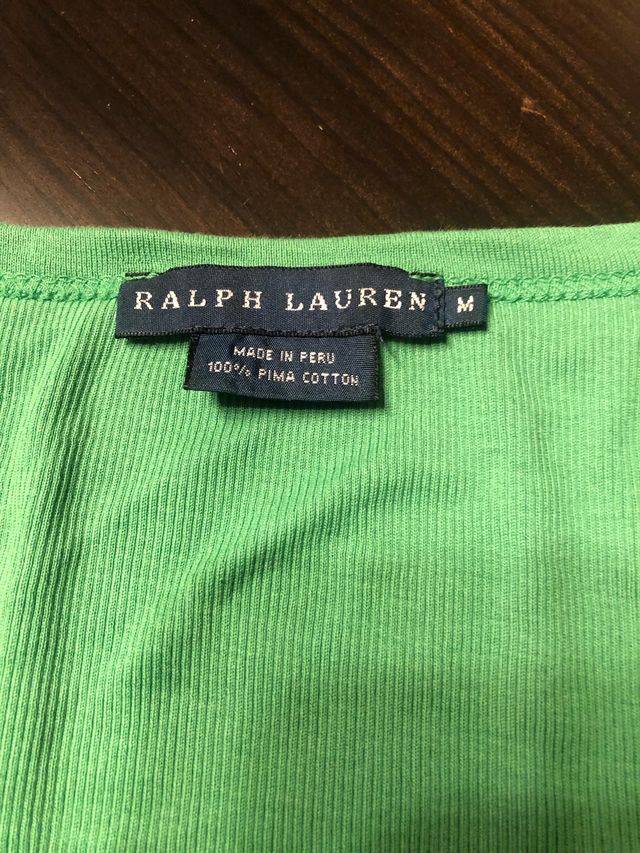 RALPH LAUREN M
MADE IN PERU
100% PIMA COTTON